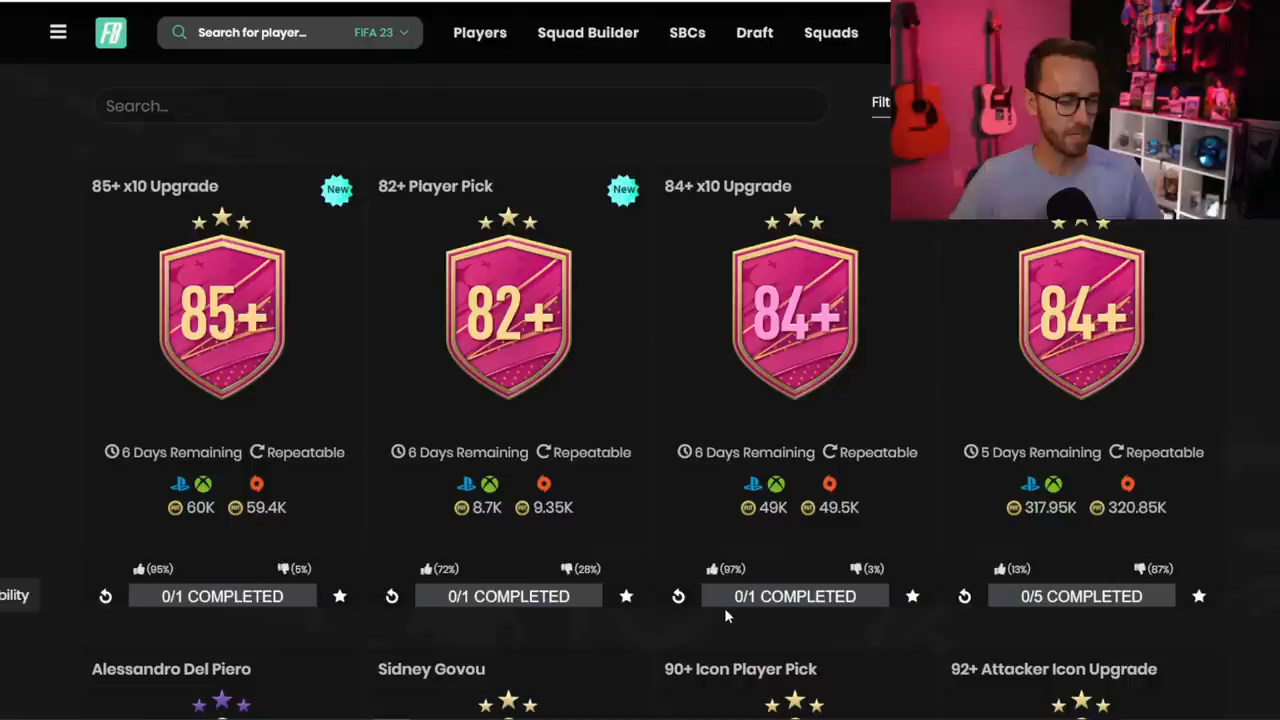 FB
Search for player...
FIFA 23
Players
Squad Builder
SBCs
Draft
Squads
Search...
85+ x10 Upgrade
New
82+ Player Pick
New
84+ x10 Upgrade
85+
82+
84+
84+
6 Days Remaining
Repeatable
6 Days Remaining
Repeatable
6 Days Remaining
Repeatable
5 Days Remaining
Repeatable
60K
59.4K
8.7K
9.35K
49K
49.5K
317.95K
320.85K
(95%)
(5%)
(72%)
(28%)
(97%)
(3%)
(13%)
(87%)
bility
0/1 COMPLETED
0/1 COMPLETED
0/1 COMPLETED
0/5 COMPLETED
Alessandro Del Piero
Sidney Govou
90+ Icon Player Pick
92+ Attacker Icon Upgrade